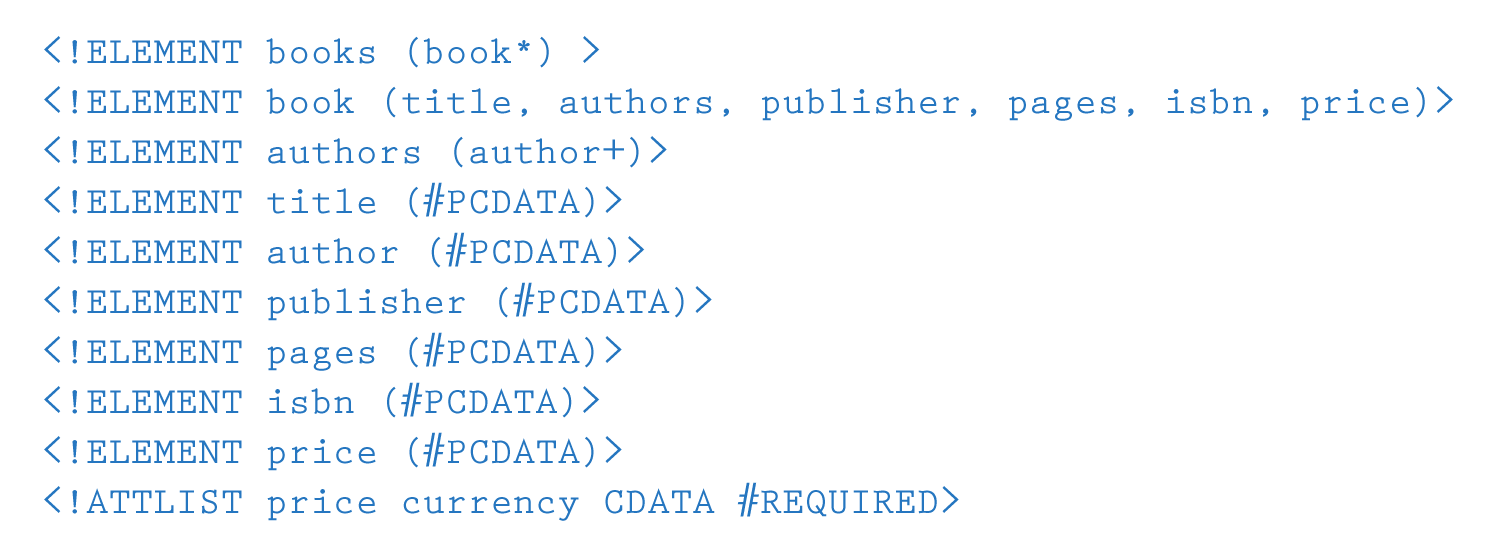 <!ELEMENT books (book*) >
<!ELEMENT book (title, authors, publisher, pages, isbn, price)>
<!ELEMENT authors (author+)>
<!ELEMENT title (#PCDATA)>
<!ELEMENT author (#PCDATA)>
<!ELEMENT publisher (#PCDATA)>
<!ELEMENT pages (#PCDATA)>
<!ELEMENT isbn (#PCDATA)>
<!ELEMENT price (#PCDATA)>
<!ATTLIST price currency CDATA #REQUIRED>